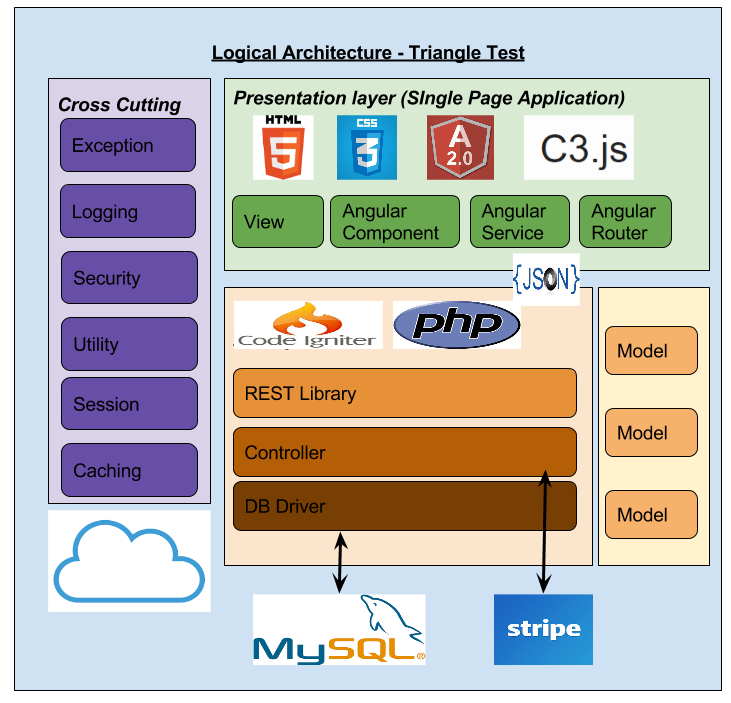 Logical Architecture - Triangle Test
Cross Cutting
Exception
Logging
Security
Utility
Session
Caching
Presentation layer (SIngle Page Application)
HTML
5
CSS
3
A
2.0
C3.js
View
Angular
Component
Angular
Service
Angular
Router
{JSON}
Code Igniter
php
REST Library
Controller
DB Driver
Model
Model
Model
MySQL®
stripe